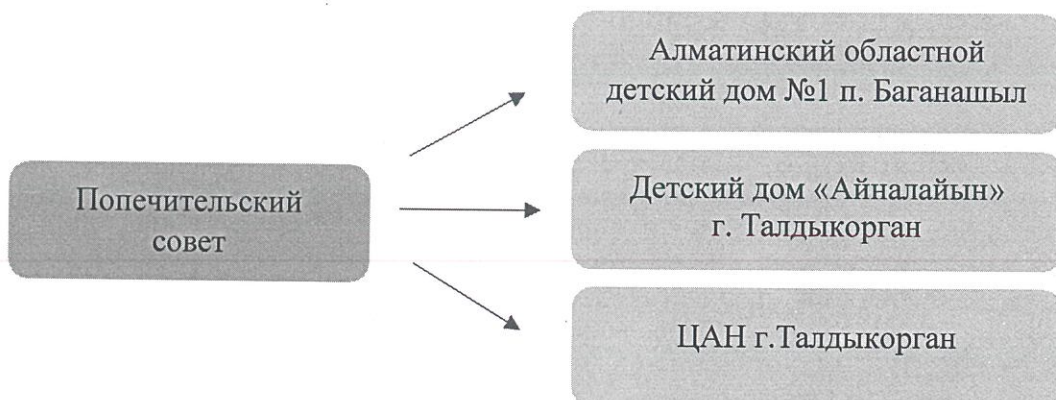 Алматинский областной
детский дом №1 п. Баганашыл
Попечительский
совет
Детский дом «Айналайын»
г. Талдыкорган
ЦАН г.Талдыкорган